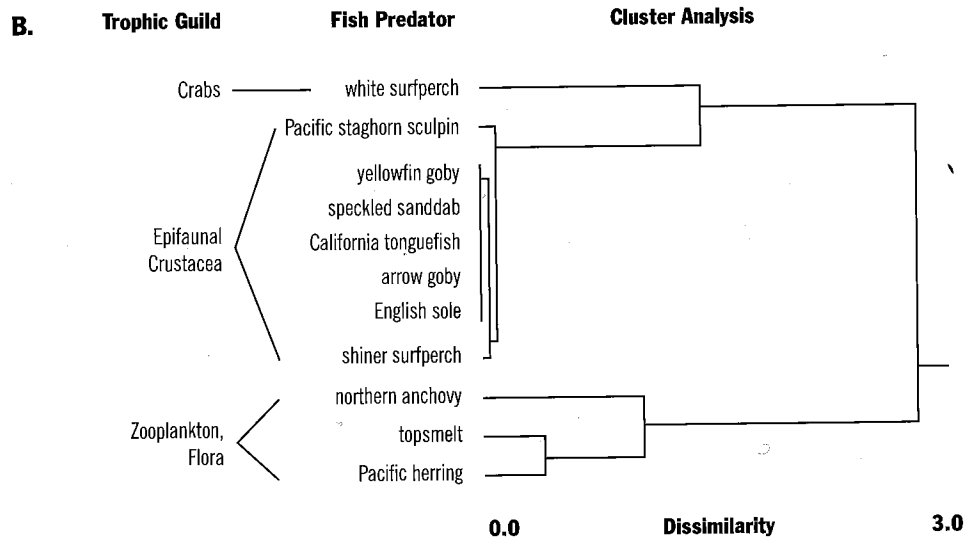 B. Trophic Guild Fish Predator Cluster Analysis
Crabs white surfperch
Pacific staghorn sculpin
yellowfin goby
speckled sanddab
Epifaunal
Crustacea
California tonguefish
arrow goby
English sole
shiner surfperch
northern anchovy
Zooplankton,
Flora
topsmelt
Pacific herring
0.0 Dissimilarity 3.0